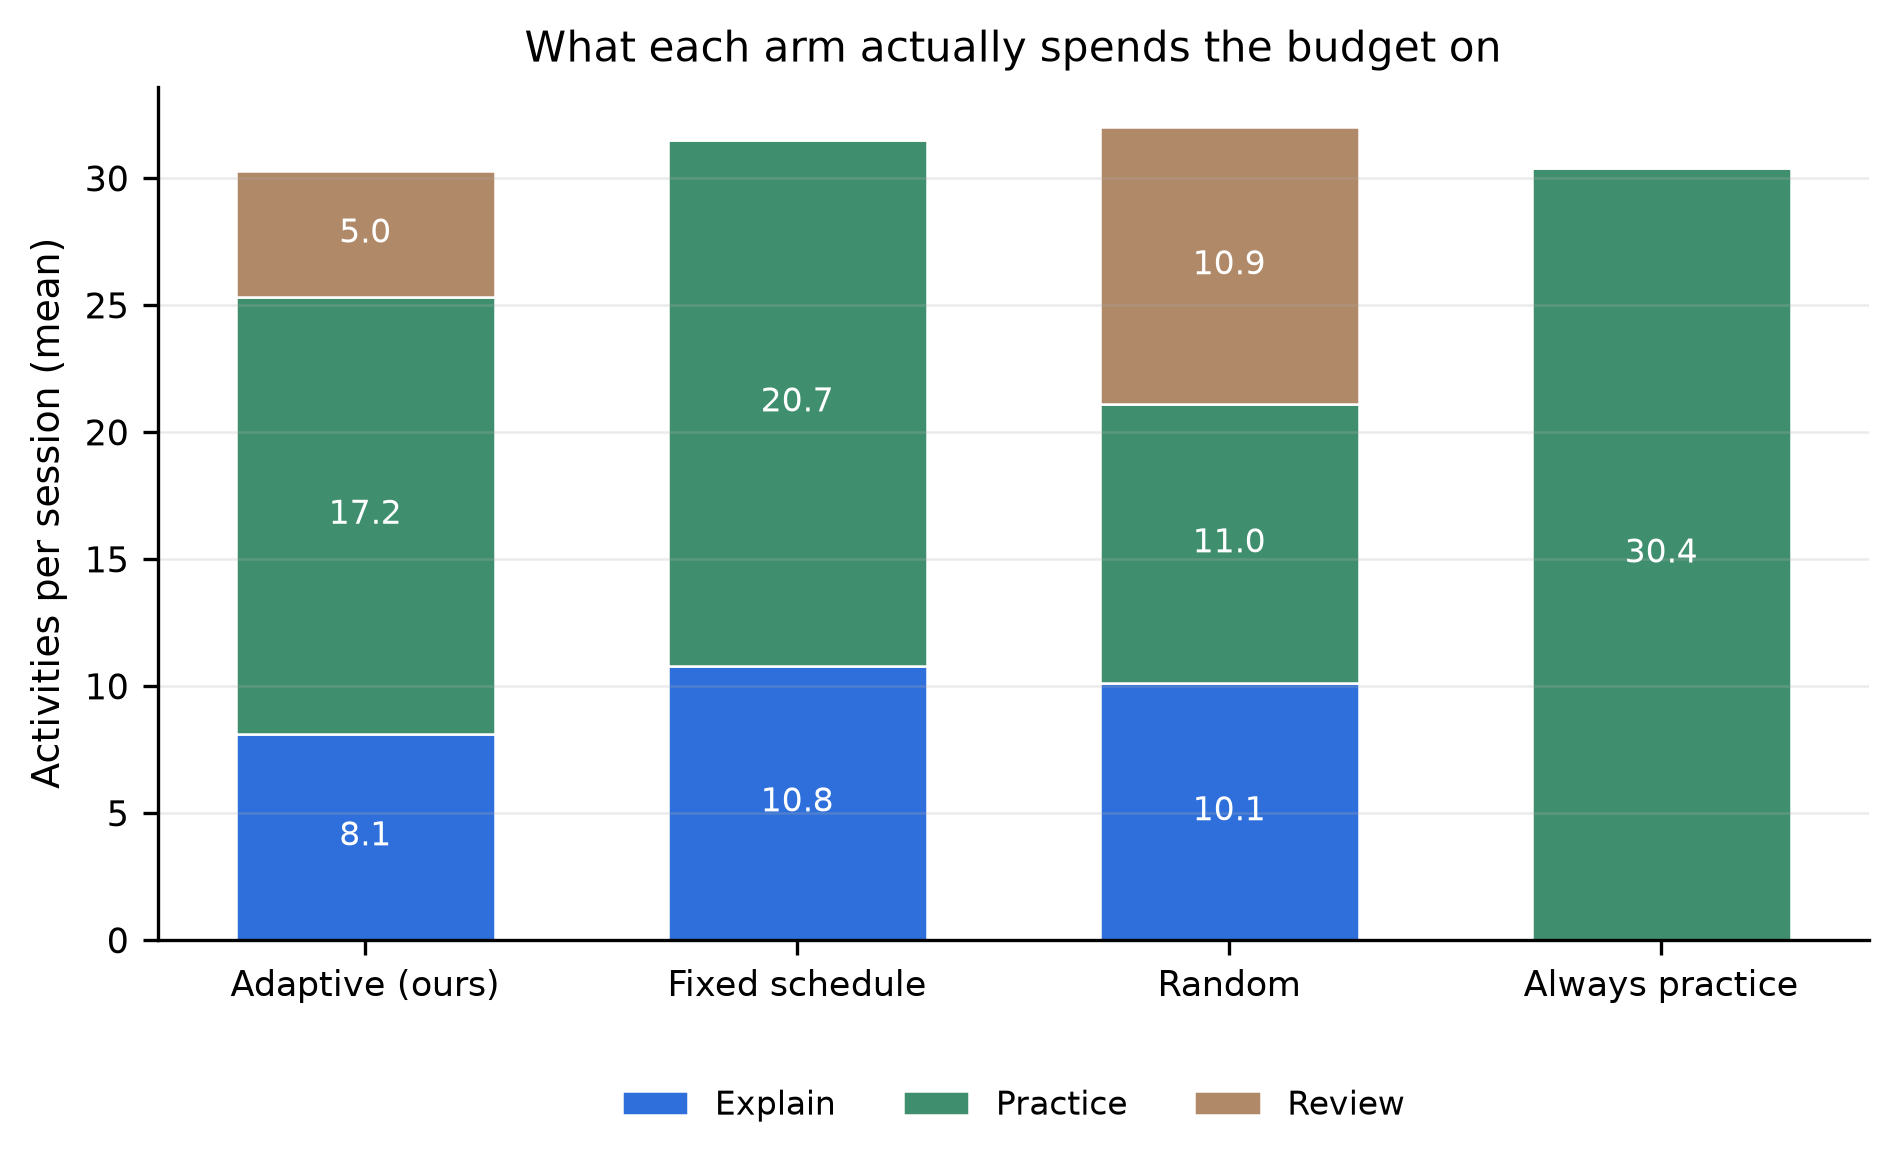 What each arm actually spends the budget on
Activities per session (mean)
30
25
20
15
10
5
0
5.0
17.2
8.1
20.7
10.8
10.9
11.0
10.1
30.4
Adaptive (ours)
Fixed schedule
Random
Always practice
Explain
Practice
Review